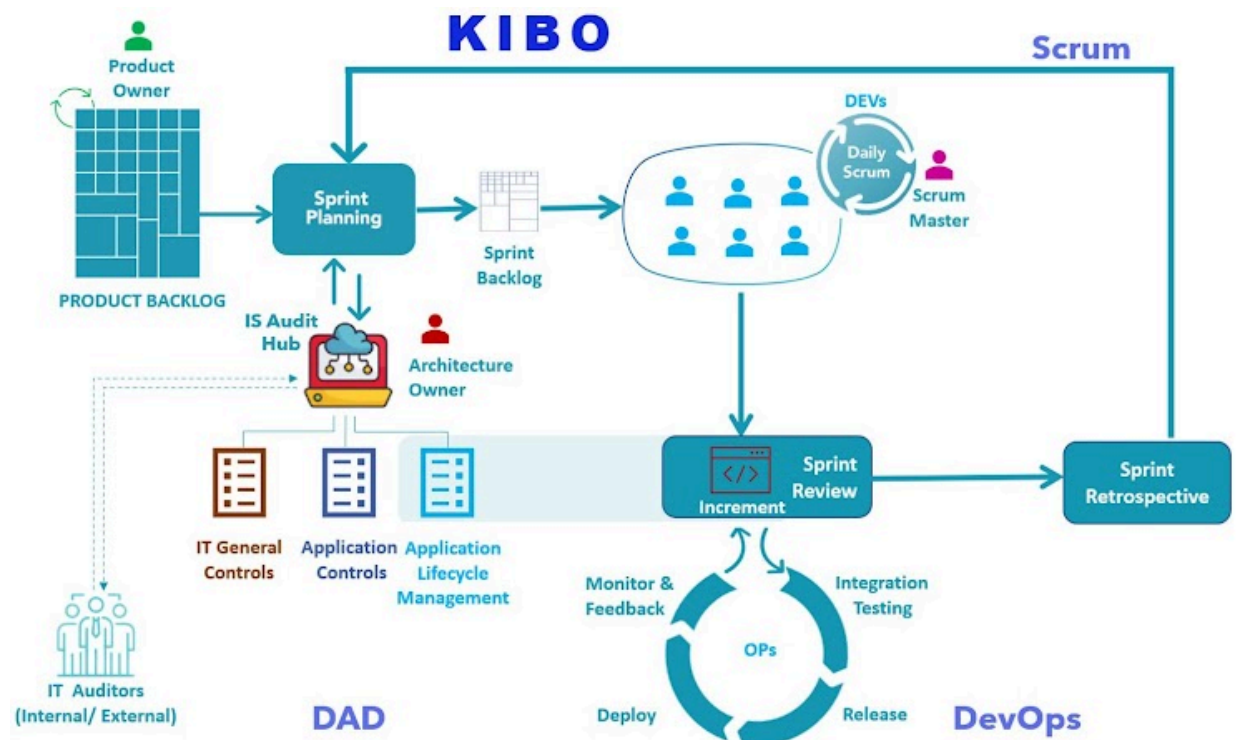 KIBO
Scrum
Product
Owner
DEVs
Daily
Scrum
Scrum
Master
Sprint
Planning
Sprint
Backlog
PRODUCT BACKLOG
IS Audit
Hub
Architecture
Owner
IT General
Controls
Application
Controls
Application
Lifecycle
Management
</>
Increment
Sprint
Review
Sprint
Retrospective
Monitor &
Feedback
Integration
Testing
OPs
Deploy
Release
IT Auditors
(Internal/ External)
DAD
DevOps